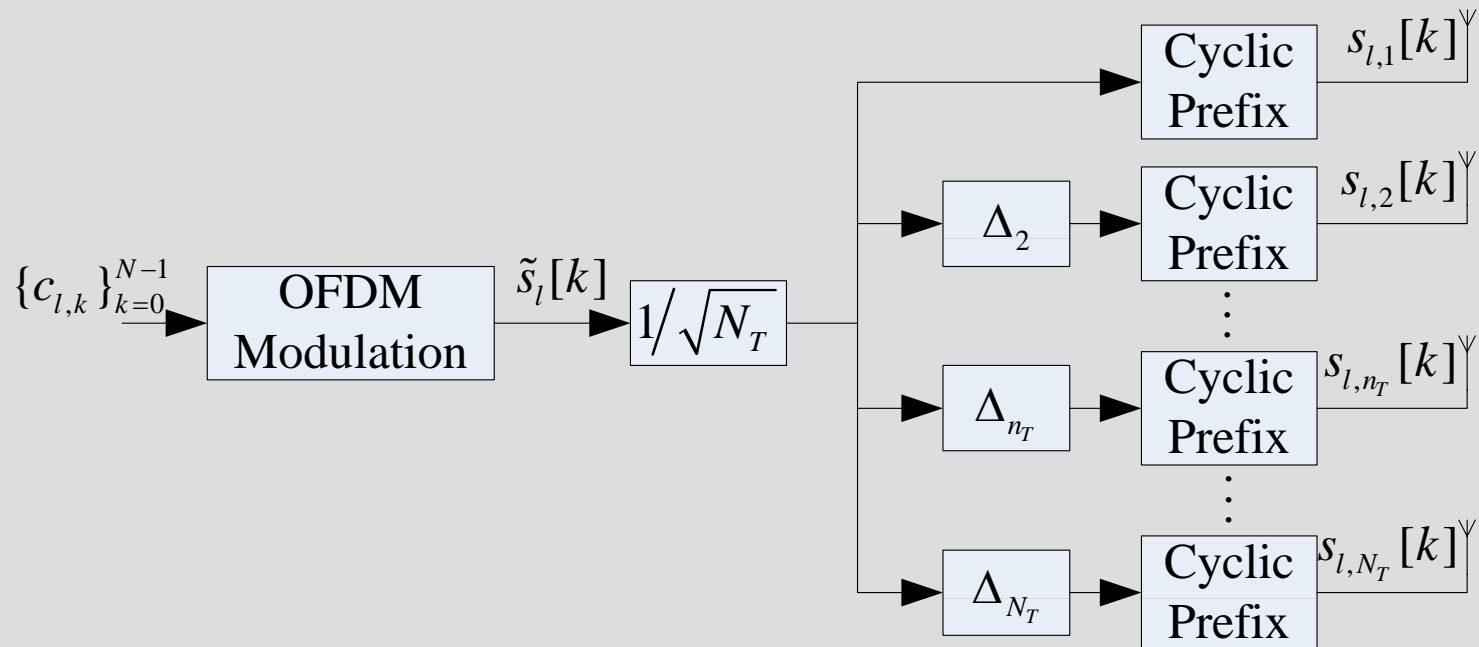 {c_{l,k}}_{k=0}^{N-1}
OFDM
Modulation
s̃_l[k]
1/√N_T
Cyclic
Prefix
s_{l,1}[k]
Δ_2
Cyclic
Prefix
s_{l,2}[k]
⋮
Δ_{n_T}
Cyclic
Prefix
s_{l,n_T}[k]
⋮
Δ_{N_T}
Cyclic
Prefix
s_{l,N_T}[k]